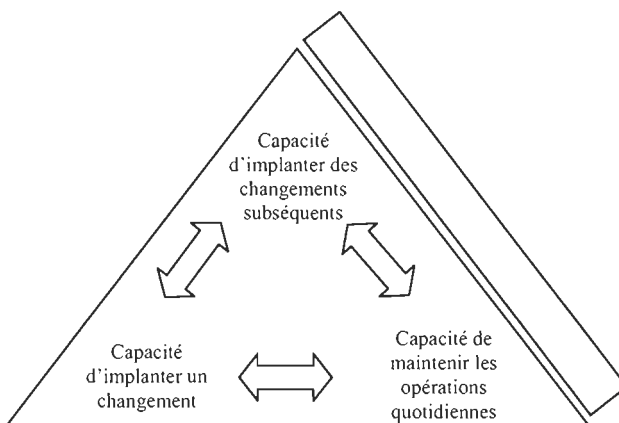 Capacité
d'implanter des
changements
subséquents
Capacité
d'implanter un
changement
Capacité de
maintenir les
opérations
quotidiennes